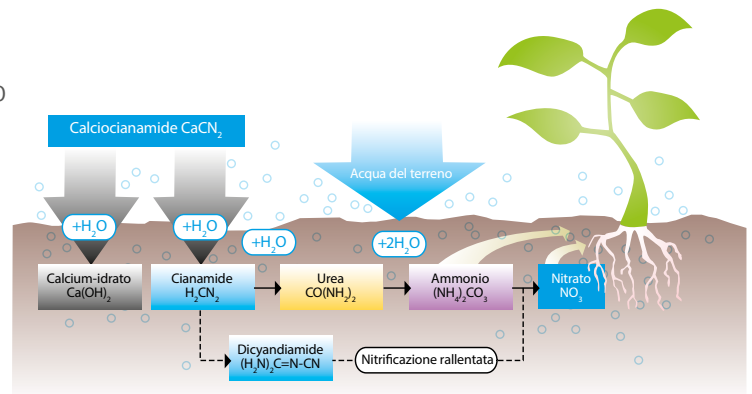 0
Calciocianamide CaCN₂
Acqua del terreno
+H₂O
+H₂O
+H₂O
+2H₂O
Calcium-idrato
Ca(OH)₂
Cianamide
H₂CN₂
Urea
CO(NH₂)₂
Ammonio
(NH₄)₂CO₃
Nitrato
NO₃
Dicyandiamide
(H₂N)₂C=N-CN
Nitrificazione rallentata